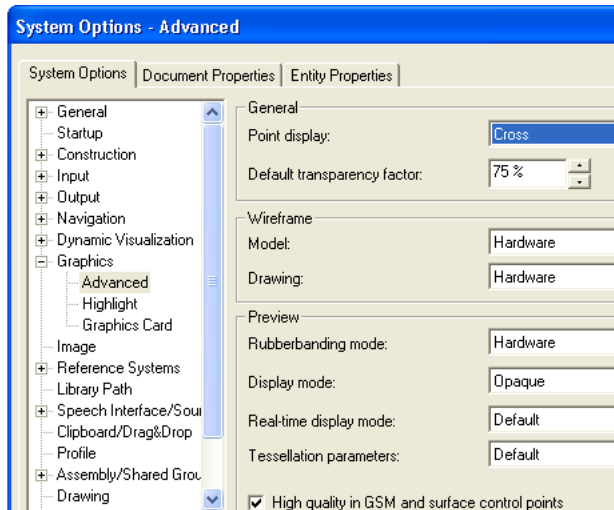 System Options - Advanced
System Options
Document Properties
Entity Properties
General
Startup
Construction
Input
Output
Navigation
Dynamic Visualization
Graphics
Advanced
Highlight
Graphics Card
Image
Reference Systems
Library Path
Speech Interface/Sou
Clipboard/Drag&Drop
Profile
Assembly/Shared Grou
Drawing
General
Point display:
Cross
Default transparency factor:
75 %
Wireframe
Model:
Hardware
Drawing:
Hardware
Preview
Rubberbanding mode:
Hardware
Display mode:
Opaque
Real-time display mode:
Default
Tessellation parameters:
Default
High quality in GSM and surface control points